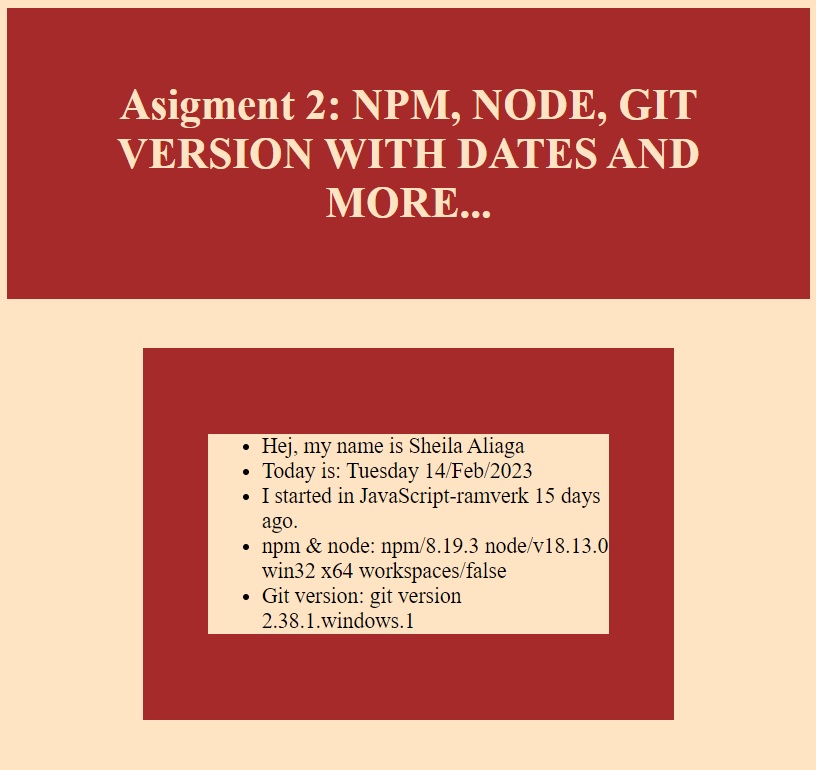 Asigment 2: NPM, NODE, GIT
VERSION WITH DATES AND
MORE...
• Hej, my name is Sheila Aliaga
• Today is: Tuesday 14/Feb/2023
• I started in JavaScript-ramverk 15 days
ago.
• npm & node: npm/8.19.3 node/v18.13.0
win32 x64 workspaces/false
• Git version: git version
2.38.1.windows.1